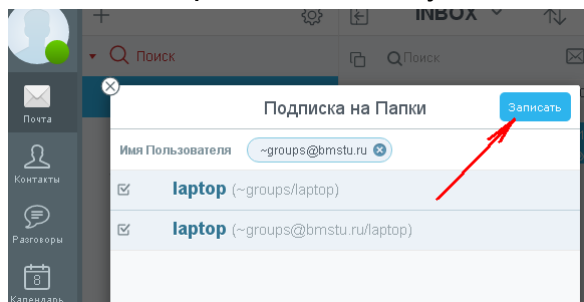 INBOX
Поиск
Поиск
Подписка на Папки
Записать
Почта
Имя Пользователя
~groups@bmstu.ru
Контакты
laptop (~groups/laptop)
laptop (~groups@bmstu.ru/laptop)
Разговоры
8
Календарь